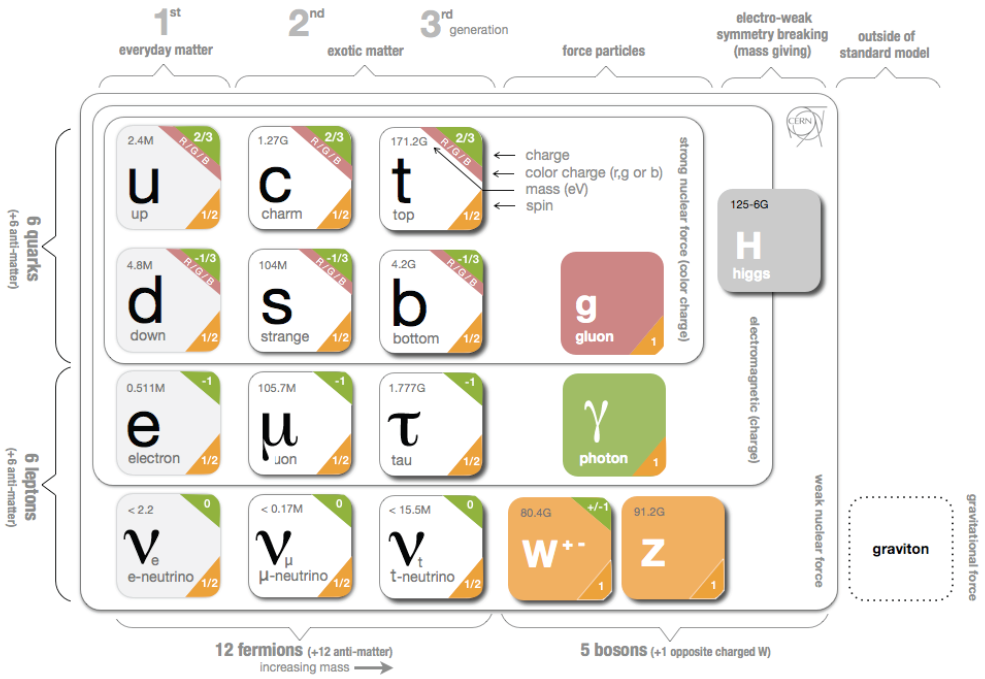 1st
2nd
3rd generation
everyday matter
exotic matter
force particles
electro-weak
symmetry breaking
(mass giving)
outside of
standard model
CERN
6 quarks
(+6 anti-matter)
6 leptons
(+6 anti-matter)
2.4M
2/3
R/G/B
u
up
1/2
1.27G
2/3
R/G/B
c
charm
1/2
171.2G
2/3
R/G/B
t
top
1/2
charge
color charge (r,g or b)
mass (eV)
spin
4.8M
-1/3
R/G/B
d
down
1/2
104M
-1/3
R/G/B
s
strange
1/2
4.2G
-1/3
R/G/B
b
bottom
1/2
g
gluon
1
strong nuclear force (color charge)
125-6G
H
higgs
0.511M
-1
e
electron
1/2
105.7M
-1
μ
uon
1/2
1.777G
-1
τ
tau
1/2
γ
photon
1
electromagnetic (charge)
< 2.2
0
νe
e-neutrino
1/2
< 0.17M
0
νμ
μ-neutrino
1/2
< 15.5M
0
νt
t-neutrino
1/2
80.4G
+/-1
W+-
1
91.2G
Z
1
weak nuclear force
graviton
gravitational force
12 fermions (+12 anti-matter)
increasing mass
5 bosons (+1 opposite charged W)